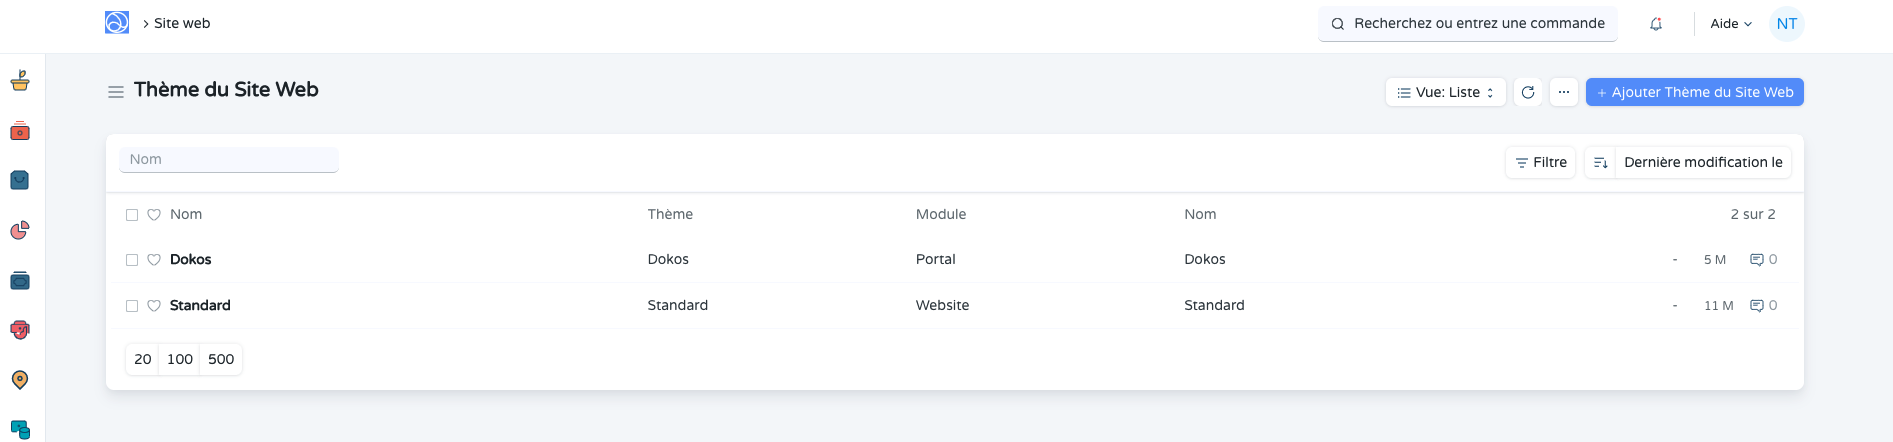 Site web
Recherchez ou entrez une commande
Aide
NT
Thème du Site Web
Vue: Liste
...
+ Ajouter Thème du Site Web
Nom
Filtre
Dernière modification le
Nom Thème Module Nom 2 sur 2
Dokos Dokos Portal Dokos - 5 M 0
Standard Standard Website Standard - 11 M 0
20 100 500